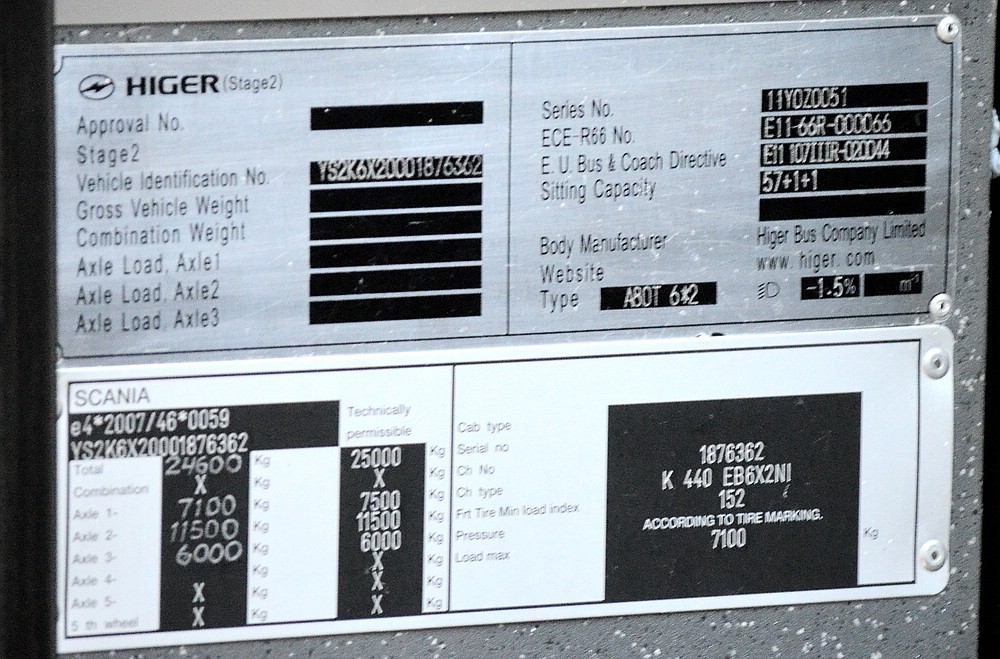 HIGER (Stage2)
Approval No.
Stage2
Vehicle Identification No. YS2K6X20001876362
Gross Vehicle Weight
Combination Weight
Axle Load, Axle1
Axle Load, Axle2
Axle Load, Axle3
Series No. 11Y0Z0051
ECE-R66 No. E11-66R-000066
E. U. Bus & Coach Directive E11 107IIIR-020044
Sitting Capacity 57+1+1
Body Manufacturer Higer Bus Company Limited
Website www. higer. com
Type A80T 6*2 -1.5% m⁻¹
SCANIA
e4*2007/46*0059
YS2K6X20001876362
Technically
permissible
Total 24600 Kg 25000 Kg
Combination X Kg X Kg
Axle 1- 7100 Kg 7500 Kg
Axle 2- 11500 Kg 11500 Kg
Axle 3- 6000 Kg 6000 Kg
Axle 4- Kg X Kg
Axle 5- X Kg X Kg
5 th wheel X Kg X Kg
Cab type
Serial no 1876362
Ch No K 440 EB6X2NI
Ch type 152
Frt Tire Min load index ACCORDING TO TIRE MARKING.
Pressure 7100 Kg
Load max